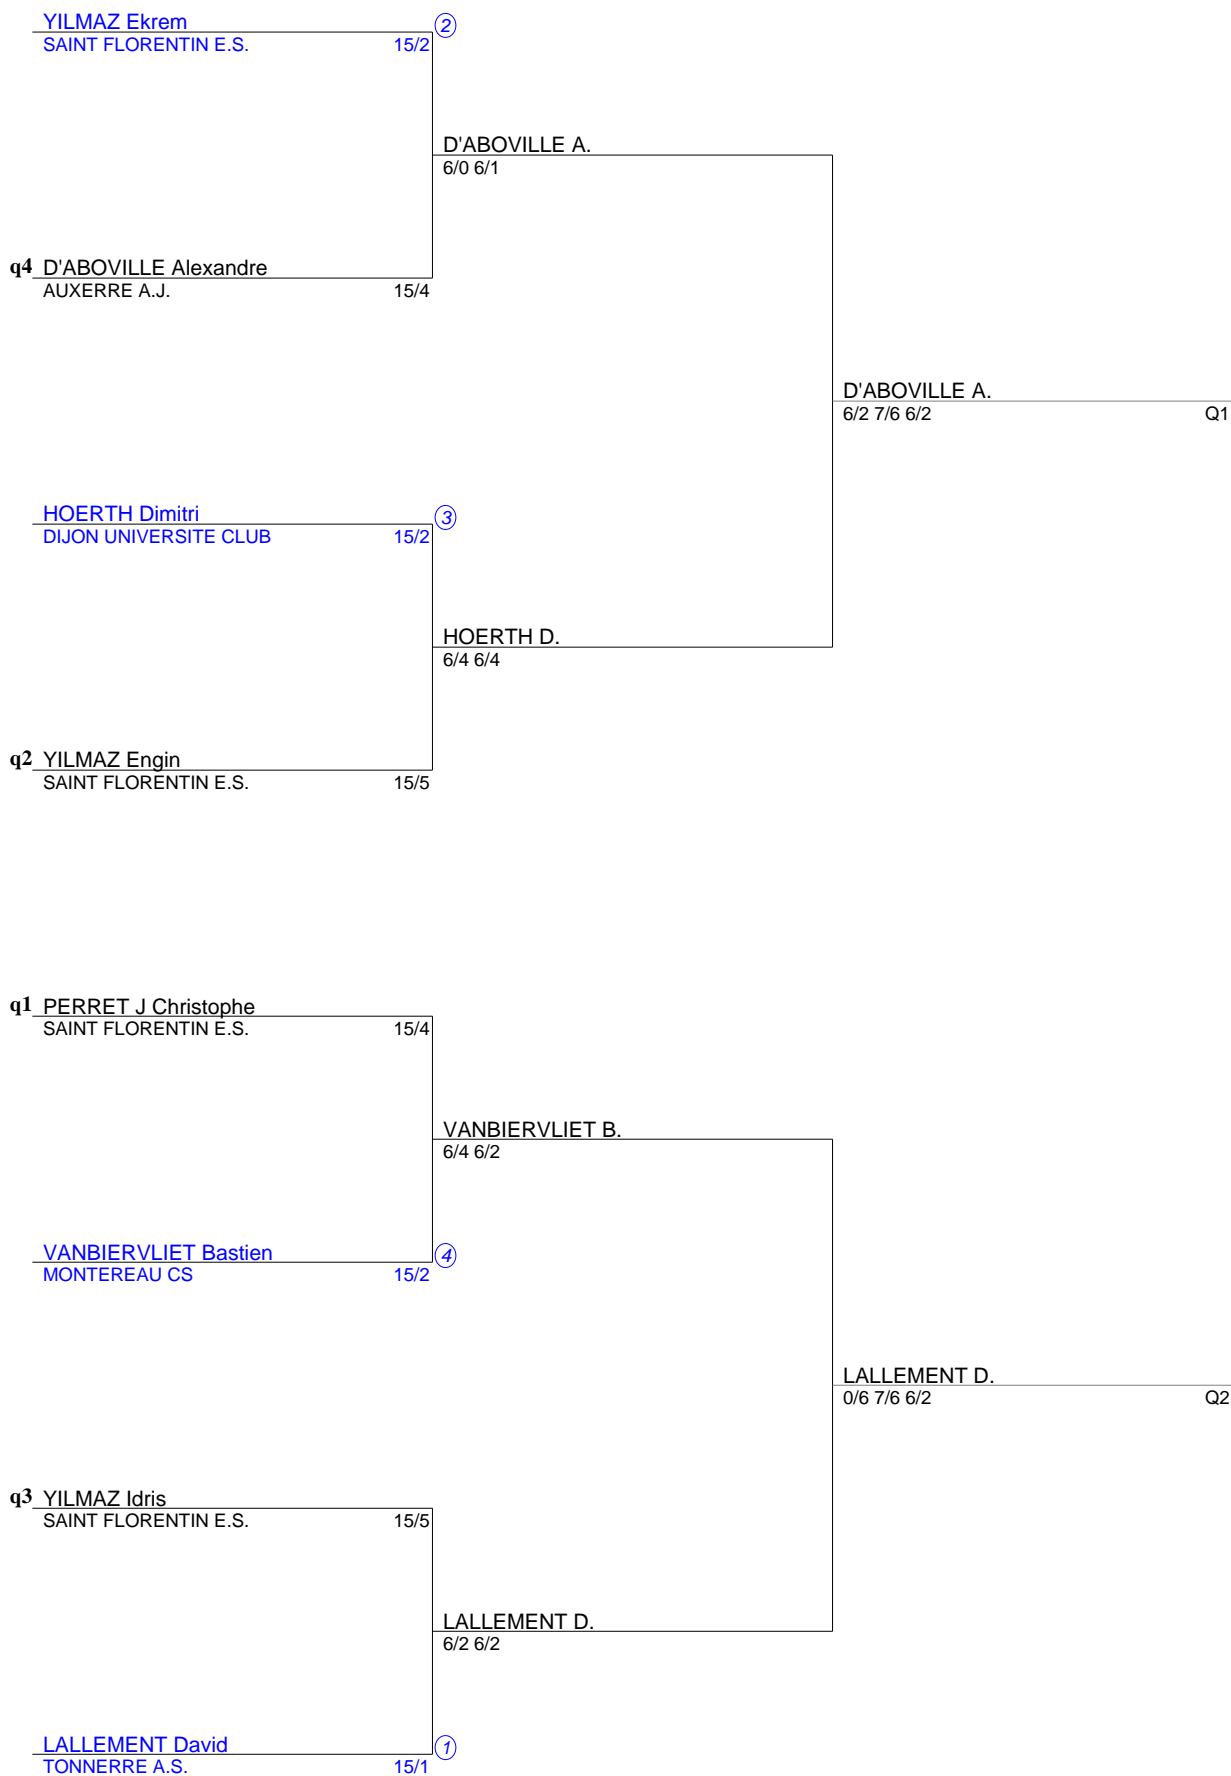 YILMAZ Ekrem 2
SAINT FLORENTIN E.S. 15/2
D'ABOVILLE A.
6/0 6/1
q4 D'ABOVILLE Alexandre
AUXERRE A.J. 15/4
D'ABOVILLE A.
6/2 7/6 6/2 Q1
HOERTH Dimitri 3
DIJON UNIVERSITE CLUB 15/2
HOERTH D.
6/4 6/4
q2 YILMAZ Engin
SAINT FLORENTIN E.S. 15/5
q1 PERRET J Christophe
SAINT FLORENTIN E.S. 15/4
VANBIERVLIET B.
6/4 6/2
VANBIERVLIET Bastien 4
MONTEREAU CS 15/2
LALLEMENT D.
0/6 7/6 6/2 Q2
q3 YILMAZ Idris
SAINT FLORENTIN E.S. 15/5
LALLEMENT D.
6/2 6/2
LALLEMENT David 1
TONNERRE A.S. 15/1